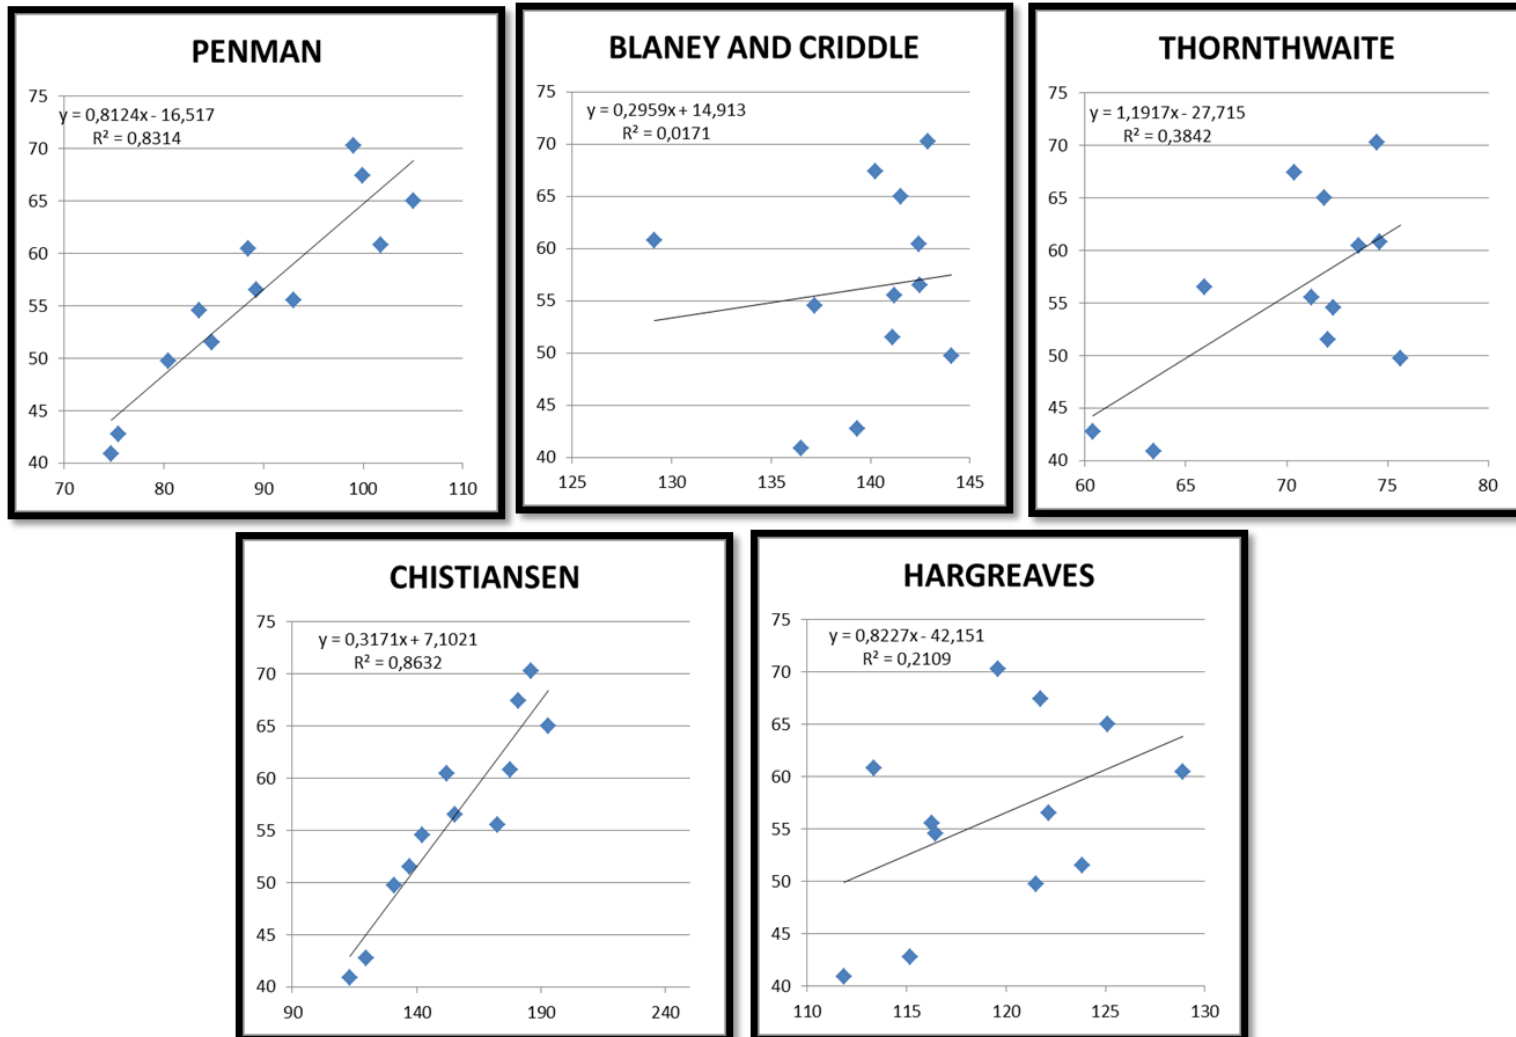 PENMAN
y = 0,8124x - 16,517
R² = 0,8314
75
70
65
60
55
50
45
40
70 80 90 100 110
BLANEY AND CRIDDLE
y = 0,2959x + 14,913
R² = 0,0171
75
70
65
60
55
50
45
40
125 130 135 140 145
THORNTHWAITE
y = 1,1917x - 27,715
R² = 0,3842
75
70
65
60
55
50
45
40
60 65 70 75 80
CHISTIANSEN
y = 0,3171x + 7,1021
R² = 0,8632
75
70
65
60
55
50
45
40
90 140 190 240
HARGREAVES
y = 0,8227x - 42,151
R² = 0,2109
75
70
65
60
55
50
45
40
110 115 120 125 130